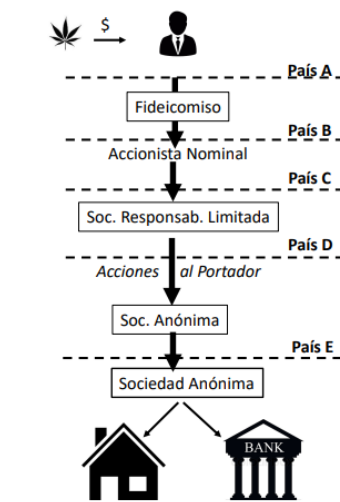 $
País A
Fideicomiso
País B
Accionista Nominal
País C
Soc. Responsab. Limitada
País D
Acciones al Portador
Soc. Anónima
País E
Sociedad Anónima
BANK